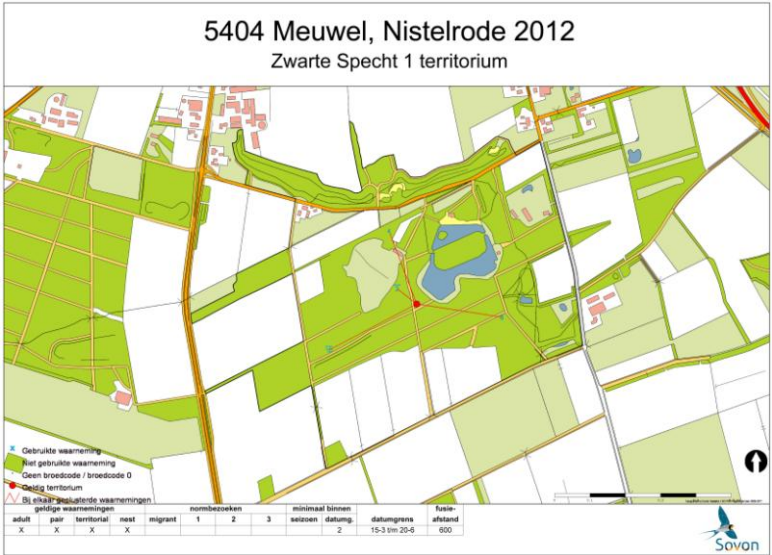 5404 Meuwel, Nistelrode 2012
Zwarte Specht 1 territorium
Gebruikte waarneming
Niet gebruikte waarneming
Geen broedcode / broedcode 0
Geldig territorium
Bij elkaar geclusterde waarnemingen
geldige waarnemingen normbezoeken minimaal binnen fusie-
adult pair territorial nest migrant 1 2 3 seizoen datumg. datumgrens afstand
X X X X 2 15-3 t/m 20-6 600
Sovon